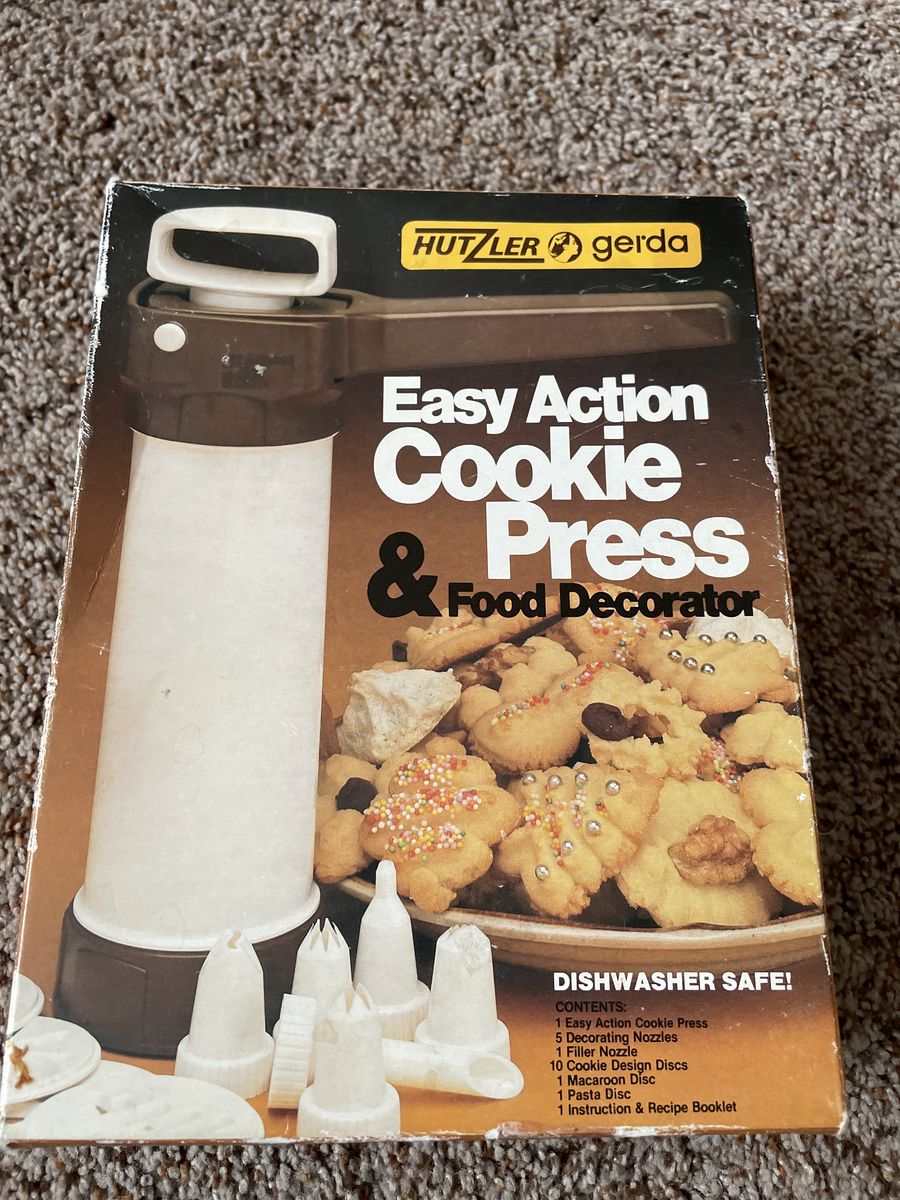 HUTZLER gerda
Easy Action
Cookie
Press
& Food Decorator
DISHWASHER SAFE!
CONTENTS:
1 Easy Action Cookie Press
5 Decorating Nozzles
1 Filler Nozzle
10 Cookie Design Discs
1 Macaroon Disc
1 Pasta Disc
1 Instruction & Recipe Booklet